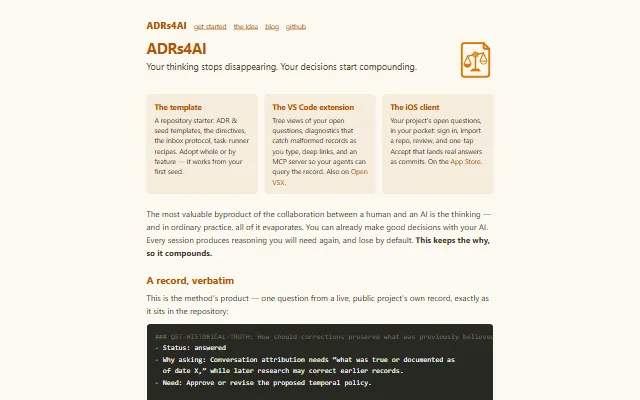 ADRs4AI get started the idea blog github
ADRs4AI
Your thinking stops disappearing. Your decisions start compounding.
The template
A repository starter: ADR &
seed templates, the directives,
the inbox protocol, task-runner
recipes. Adopt whole or by
feature — it works from your
first seed.
The VS Code extension
Tree views of your open
questions, diagnostics that
catch malformed records as
you type, deep links, and an
MCP server so your agents can
query the record. Also on Open
VSX.
The iOS client
Your project's open questions,
in your pocket: sign in, import
a repo, review, and one-tap
Accept that lands real answers
as commits. On the App Store.
The most valuable byproduct of the collaboration between a human and an AI is the thinking —
and in ordinary practice, all of it evaporates. You can already make good decisions with your AI.
Every session produces reasoning you will need again, and lose by default. This keeps the why,
so it compounds.
A record, verbatim
This is the method's product — one question from a live, public project's own record, exactly as
it sits in the repository:
### QST-HISTORICAL-TRUTH: How should corrections preserve what was previously believed
- Status: answered
- Why asking: Conversation attribution needs “what was true or documented as
of date X,” while later research may correct earlier records.
- Need: Approve or revise the proposed temporal policy.